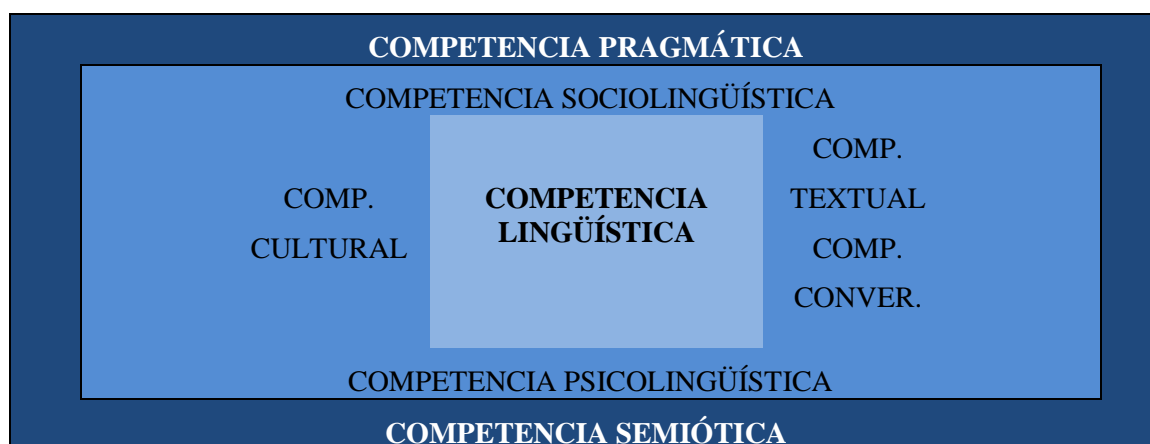 COMPETENCIA PRAGMÁTICA
COMPETENCIA SOCIOLINGÜÍSTICA
COMP.
CULTURAL
COMPETENCIA
LINGÜÍSTICA
COMP.
TEXTUAL
COMP.
CONVER.
COMPETENCIA PSICOLINGÜÍSTICA
COMPETENCIA SEMIÓTICA